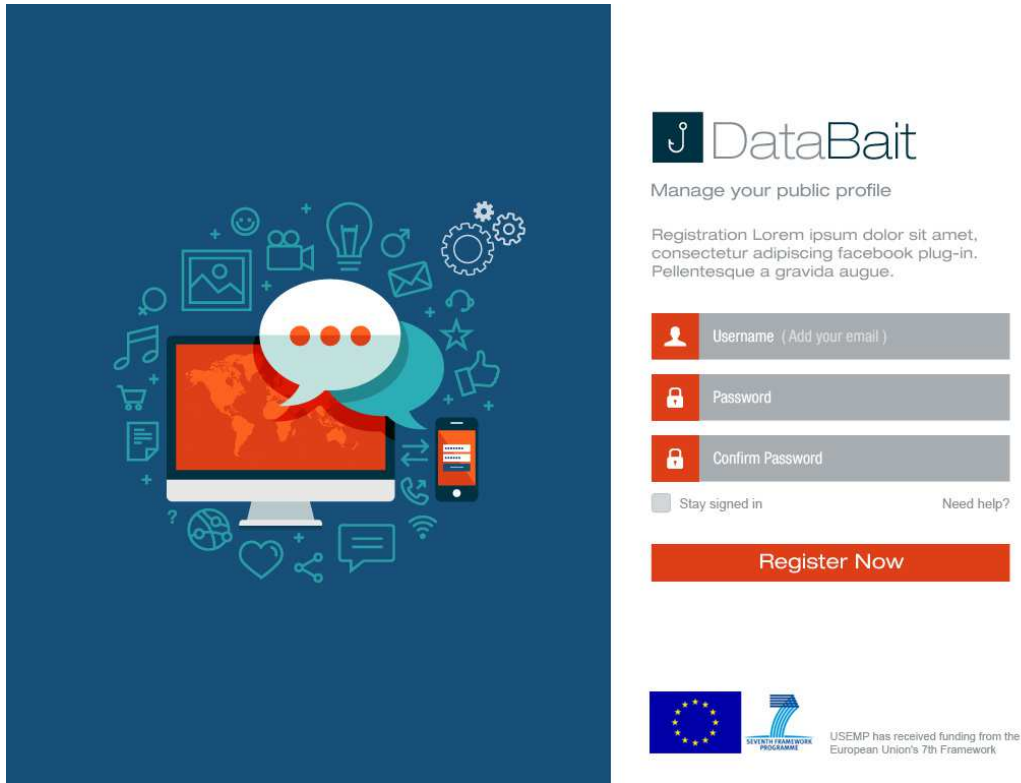 DataBait
Manage your public profile
Registration Lorem ipsum dolor sit amet,
consectetur adipiscing facebook plug-in.
Pellentesque a gravida augue.
Username ( Add your email )
Password
Confirm Password
Stay signed in
Need help?
Register Now
SEVENTH FRAMEWORK
PROGRAMME
USEMP has received funding from the
European Union's 7th Framework